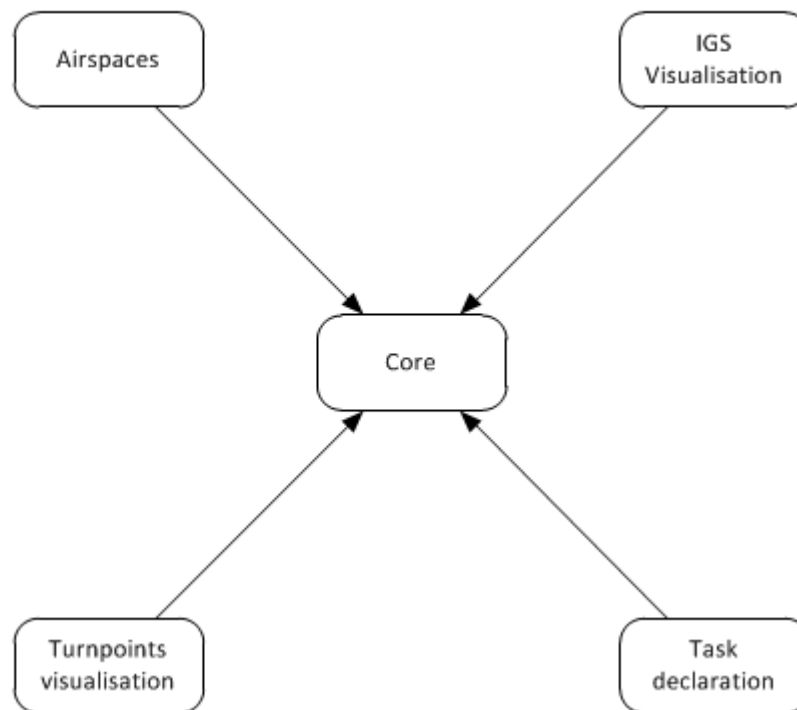 Airspaces
IGS
Visualisation
Core
Turnpoints
visualisation
Task
declaration